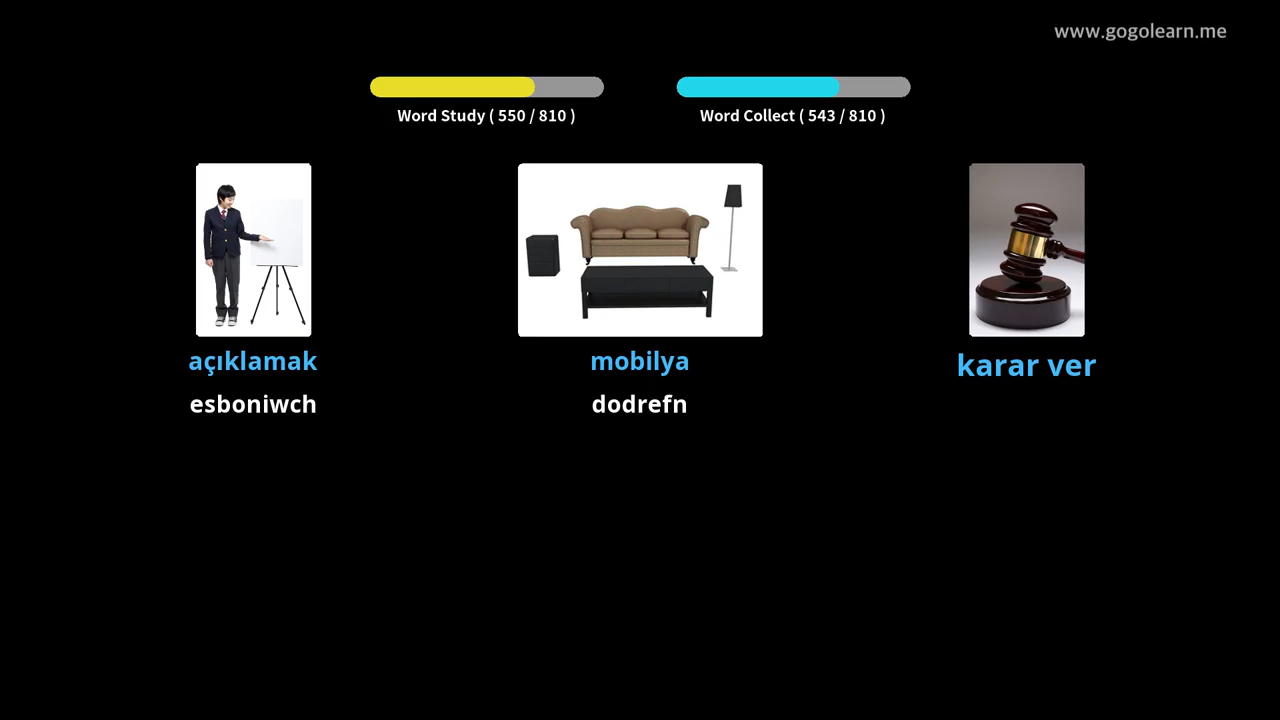 www.gogolearn.me
Word Study ( 550 / 810 )
Word Collect ( 543 / 810 )
açıklamak
esboniwch
mobilya
dodrefn
karar ver